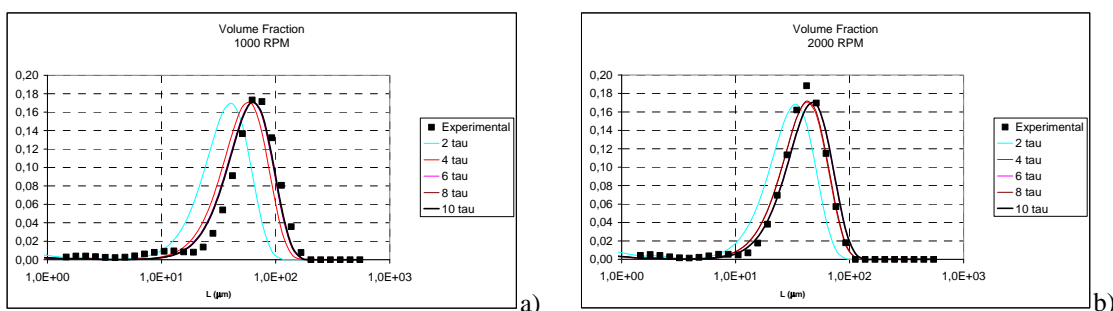 Volume Fraction
1000 RPM
0,20
0,18
0,16
0,14
0,12
0,10
0,08
0,06
0,04
0,02
0,00
1,0E+00 1,0E+01 1,0E+02 1,0E+03
L (μm)
Experimental
2 tau
4 tau
6 tau
8 tau
10 tau
a)
Volume Fraction
2000 RPM
0,20
0,18
0,16
0,14
0,12
0,10
0,08
0,06
0,04
0,02
0,00
1,0E+00 1,0E+01 1,0E+02 1,0E+03
L (μm)
Experimental
2 tau
4 tau
6 tau
8 tau
10 tau
b)